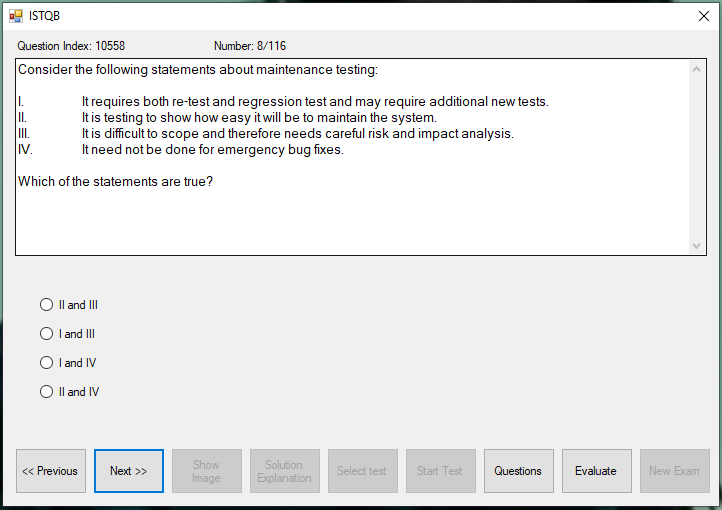 ISTQB
Question Index: 10558 Number: 8/116
Consider the following statements about maintenance testing:
I. It requires both re-test and regression test and may require additional new tests.
II. It is testing to show how easy it will be to maintain the system.
III. It is difficult to scope and therefore needs careful risk and impact analysis.
IV. It need not be done for emergency bug fixes.
Which of the statements are true?
II and III
I and III
I and IV
II and IV
<< Previous
Next >>
Show
Image
Solution
Explanation
Select test
Start Test
Questions
Evaluate
New Exam